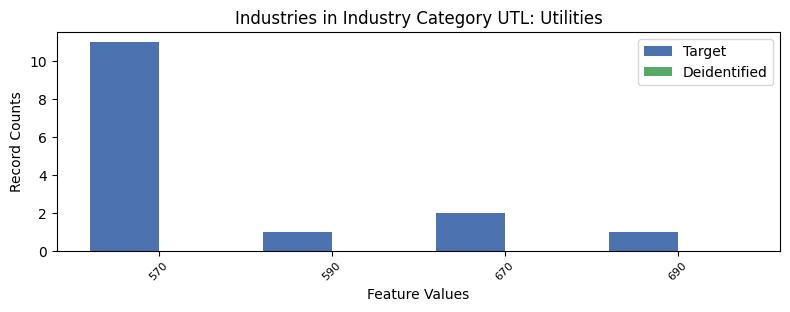 Industries in Industry Category UTL: Utilities
Target
Deidentified
Record Counts
10
8
6
4
2
0
570
590
670
690
Feature Values